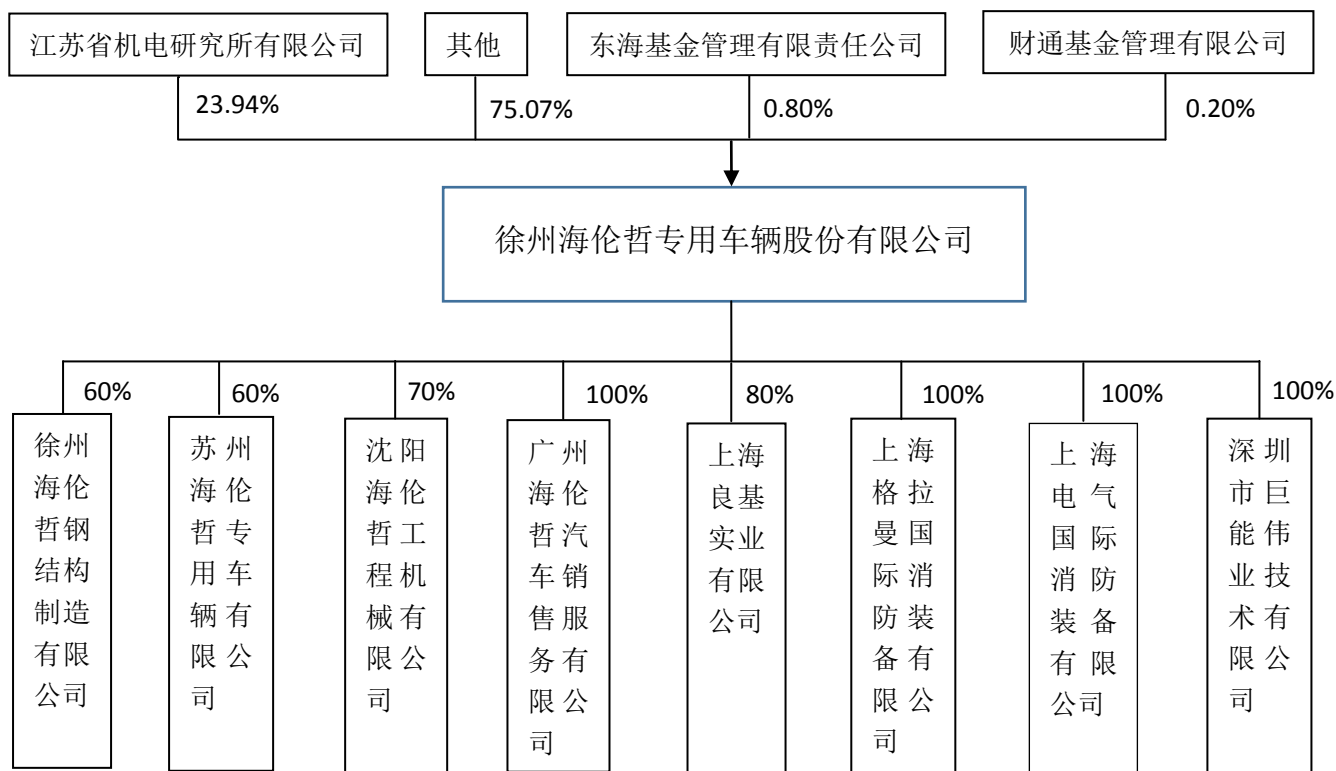 江苏省机电研究所有限公司
其他
东海基金管理有限责任公司
财通基金管理有限公司
23.94%
75.07%
0.80%
0.20%
徐州海伦哲专用车辆股份有限公司
60%
60%
70%
100%
80%
100%
100%
100%
徐州
海伦
哲钢
结构
制造
有限
公司
苏州
海伦
哲专
用车
辆有
限公
司
沈阳
海伦
哲工
程机
械有
限公
司
广州
海伦
哲汽
车销
售服
务有
限公
司
上海
良基
实业
有限
公司
上海
格拉
曼国
际消
防装
备有
限公
司
上海
电气
国际
消防
装备
有限
公司
深圳
市巨
能伟
业技
术有
限公
司